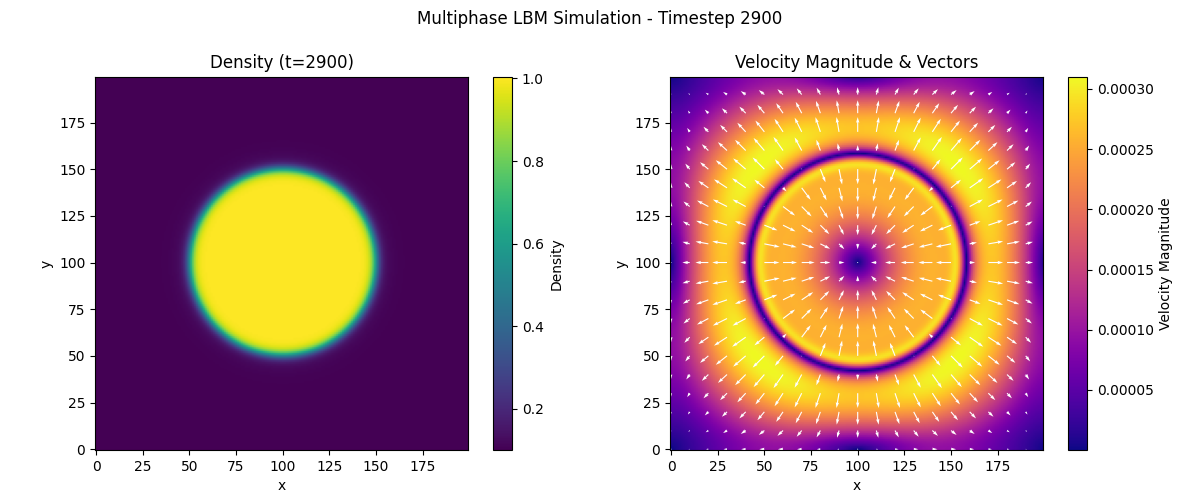 Multiphase LBM Simulation - Timestep 2900
Density (t=2900)
175
150
125
100
75
50
25
0
y
0 25 50 75 100 125 150 175
x
1.0
0.8
0.6
0.4
0.2
Density
Velocity Magnitude & Vectors
175
150
125
100
75
50
25
0
y
0 25 50 75 100 125 150 175
x
0.00030
0.00025
0.00020
0.00015
0.00010
0.00005
Velocity Magnitude